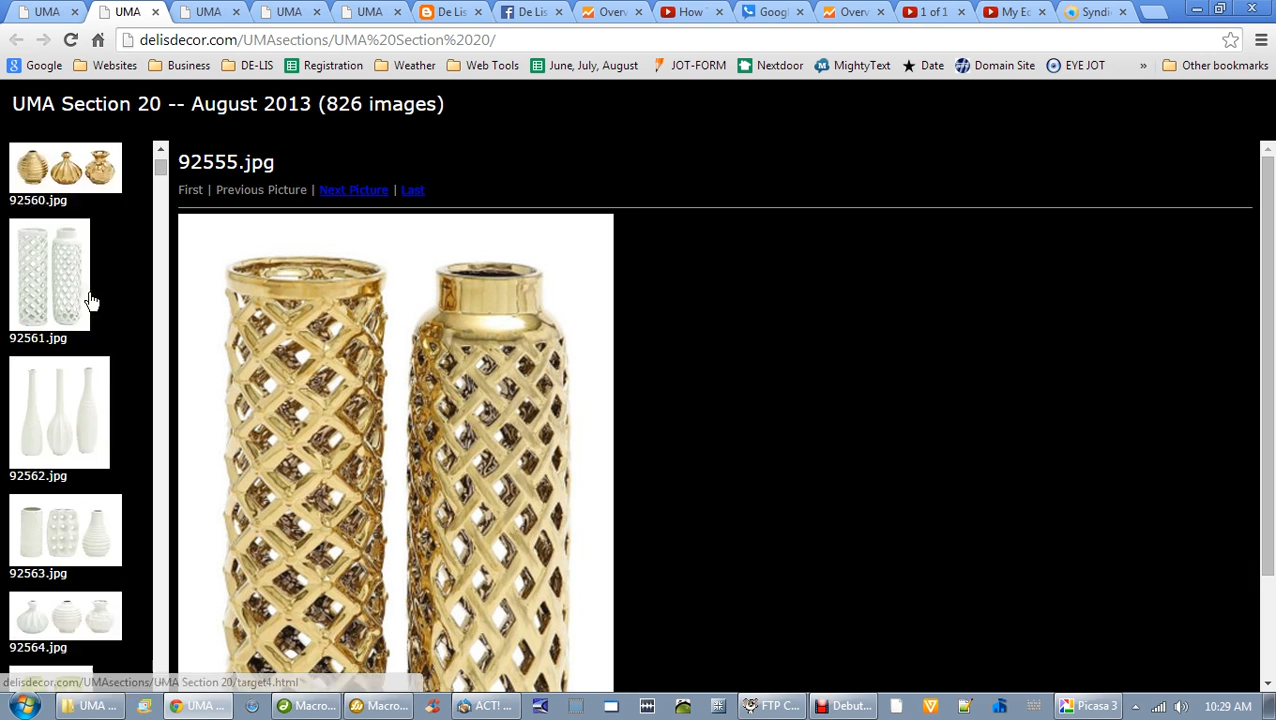 UMA
UMA
UMA
UMA
UMA
De Lis
De Lis
Overv
How
Googl
Overv
1 of 1
My Ec
Syndi
delisdecor.com/UMAsections/UMA%20Section%2020/
Google
Websites
Business
DE-LIS
Registration
Weather
Web Tools
June, July, August
JOT-FORM
Nextdoor
MightyText
Date
Domain Site
EYE JOT
»
Other bookmarks
UMA Section 20 -- August 2013 (826 images)
92560.jpg
92561.jpg
92562.jpg
92563.jpg
92564.jpg
92555.jpg
First | Previous Picture | Next Picture | Last
delisdecor.com/UMAsections/UMA Section 20/target4.html
UMA ...
UMA ...
Macro...
Macro...
ACT! ...
FTP C...
Debut...
Picasa 3
10:29 AM